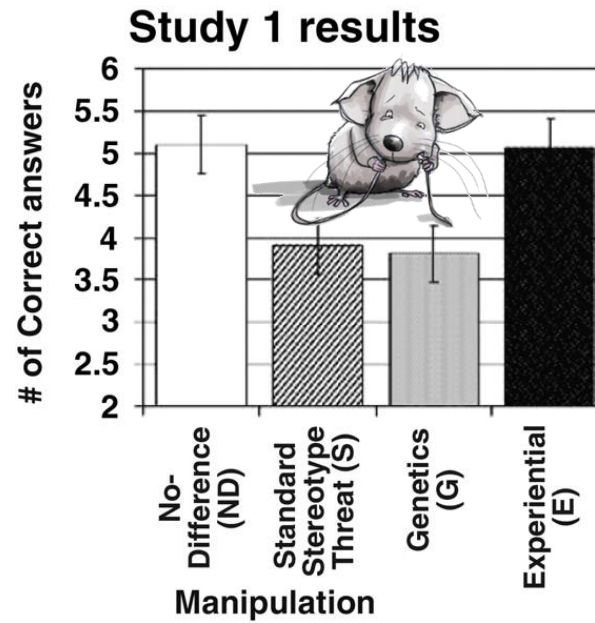 Study 1 results
# of Correct answers
6
5.5
5
4.5
4
3.5
3
2.5
2
No-
Difference
(ND)
Standard
Stereotype
Threat (S)
Genetics
(G)
Experiential
(E)
Manipulation